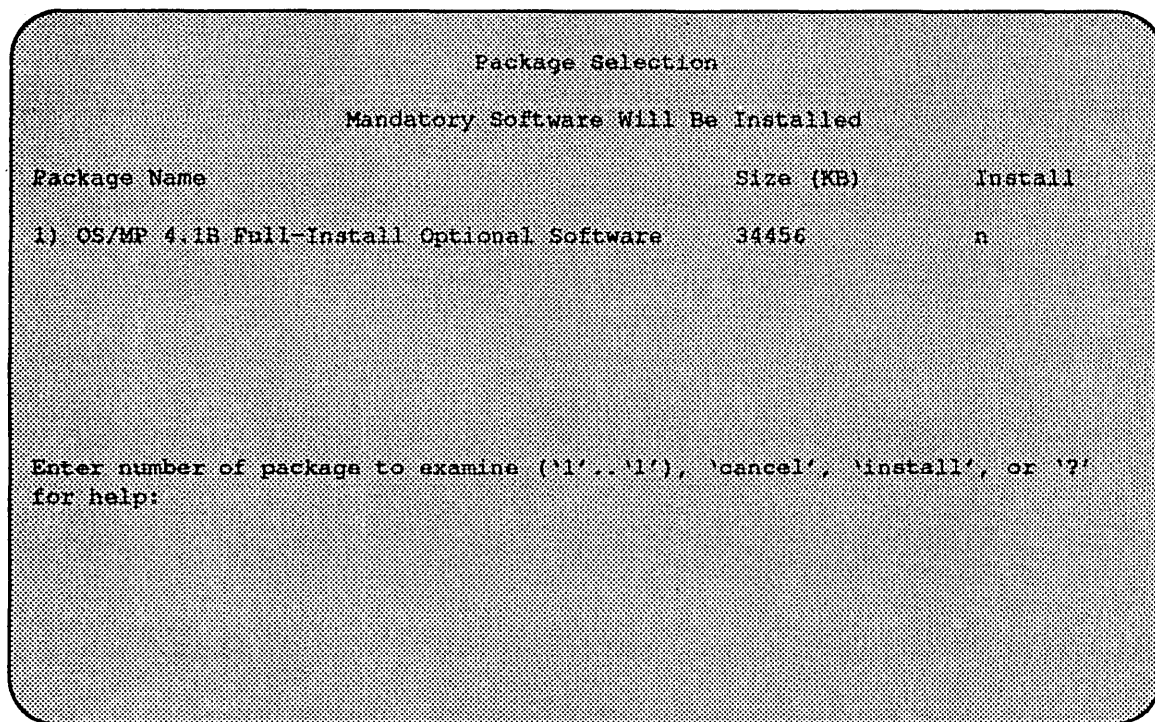 Package Selection
Mandatory Software Will Be Installed
Package Name Size (KB) Install
1) OS/MP 4.1B Full-Install Optional Software 34456 n
Enter number of package to examine ('1'..'1'), 'cancel', 'install', or '?'
for help: